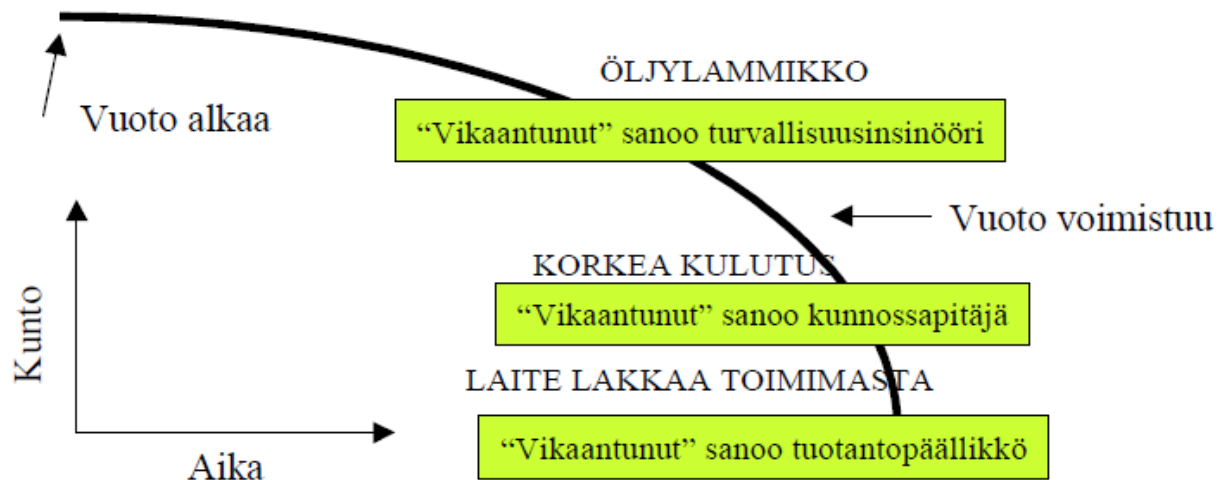 ÖLJYLAMMIKKO
Vuoto alkaa
“Vikaantunut” sanoo turvallisuusinsinööri
Vuoto voimistuu
KORKEA KULUTUS
“Vikaantunut” sanoo kunnossapitäjä
Kunto
LAITE LAKKAA TOIMIMASTA
“Vikaantunut” sanoo tuotantopäällikkö
Aika